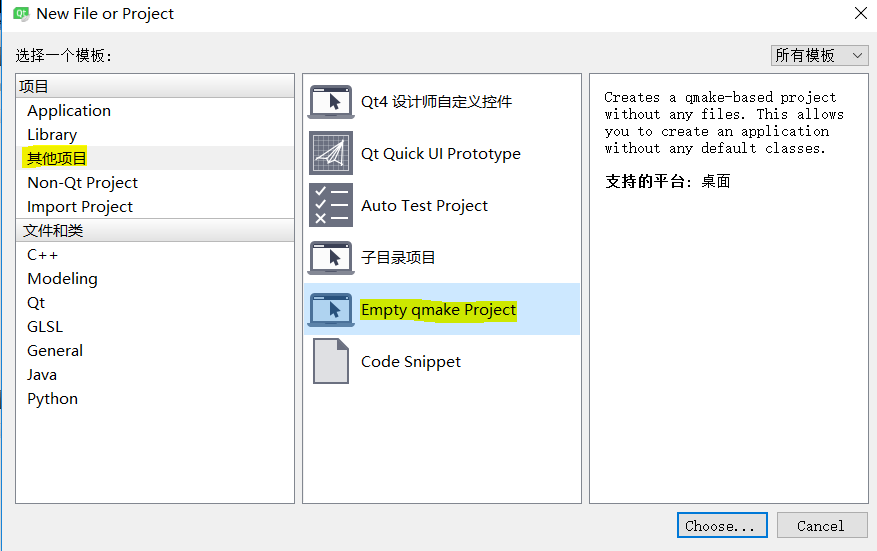 New File or Project
选择一个模板:
所有模板
项目
Application
Library
其他项目
Non-Qt Project
Import Project
文件和类
C++
Modeling
Qt
GLSL
General
Java
Python
Qt4 设计师自定义控件
Qt Quick UI Prototype
Auto Test Project
子目录项目
Empty qmake Project
Code Snippet
Creates a qmake-based project
without any files. This allows
you to create an application
without any default classes.
支持的平台: 桌面
Choose...
Cancel